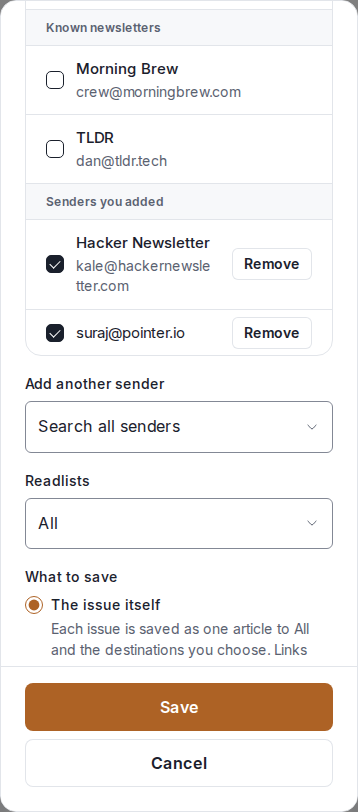 Known newsletters
Morning Brew
crew@morningbrew.com
TLDR
dan@tldr.tech
Senders you added
Hacker Newsletter
kale@hackernewsle
tter.com
Remove
suraj@pointer.io
Remove
Add another sender
Search all senders
Readlists
All
What to save
The issue itself
Each issue is saved as one article to All
and the destinations you choose. Links
Save
Cancel